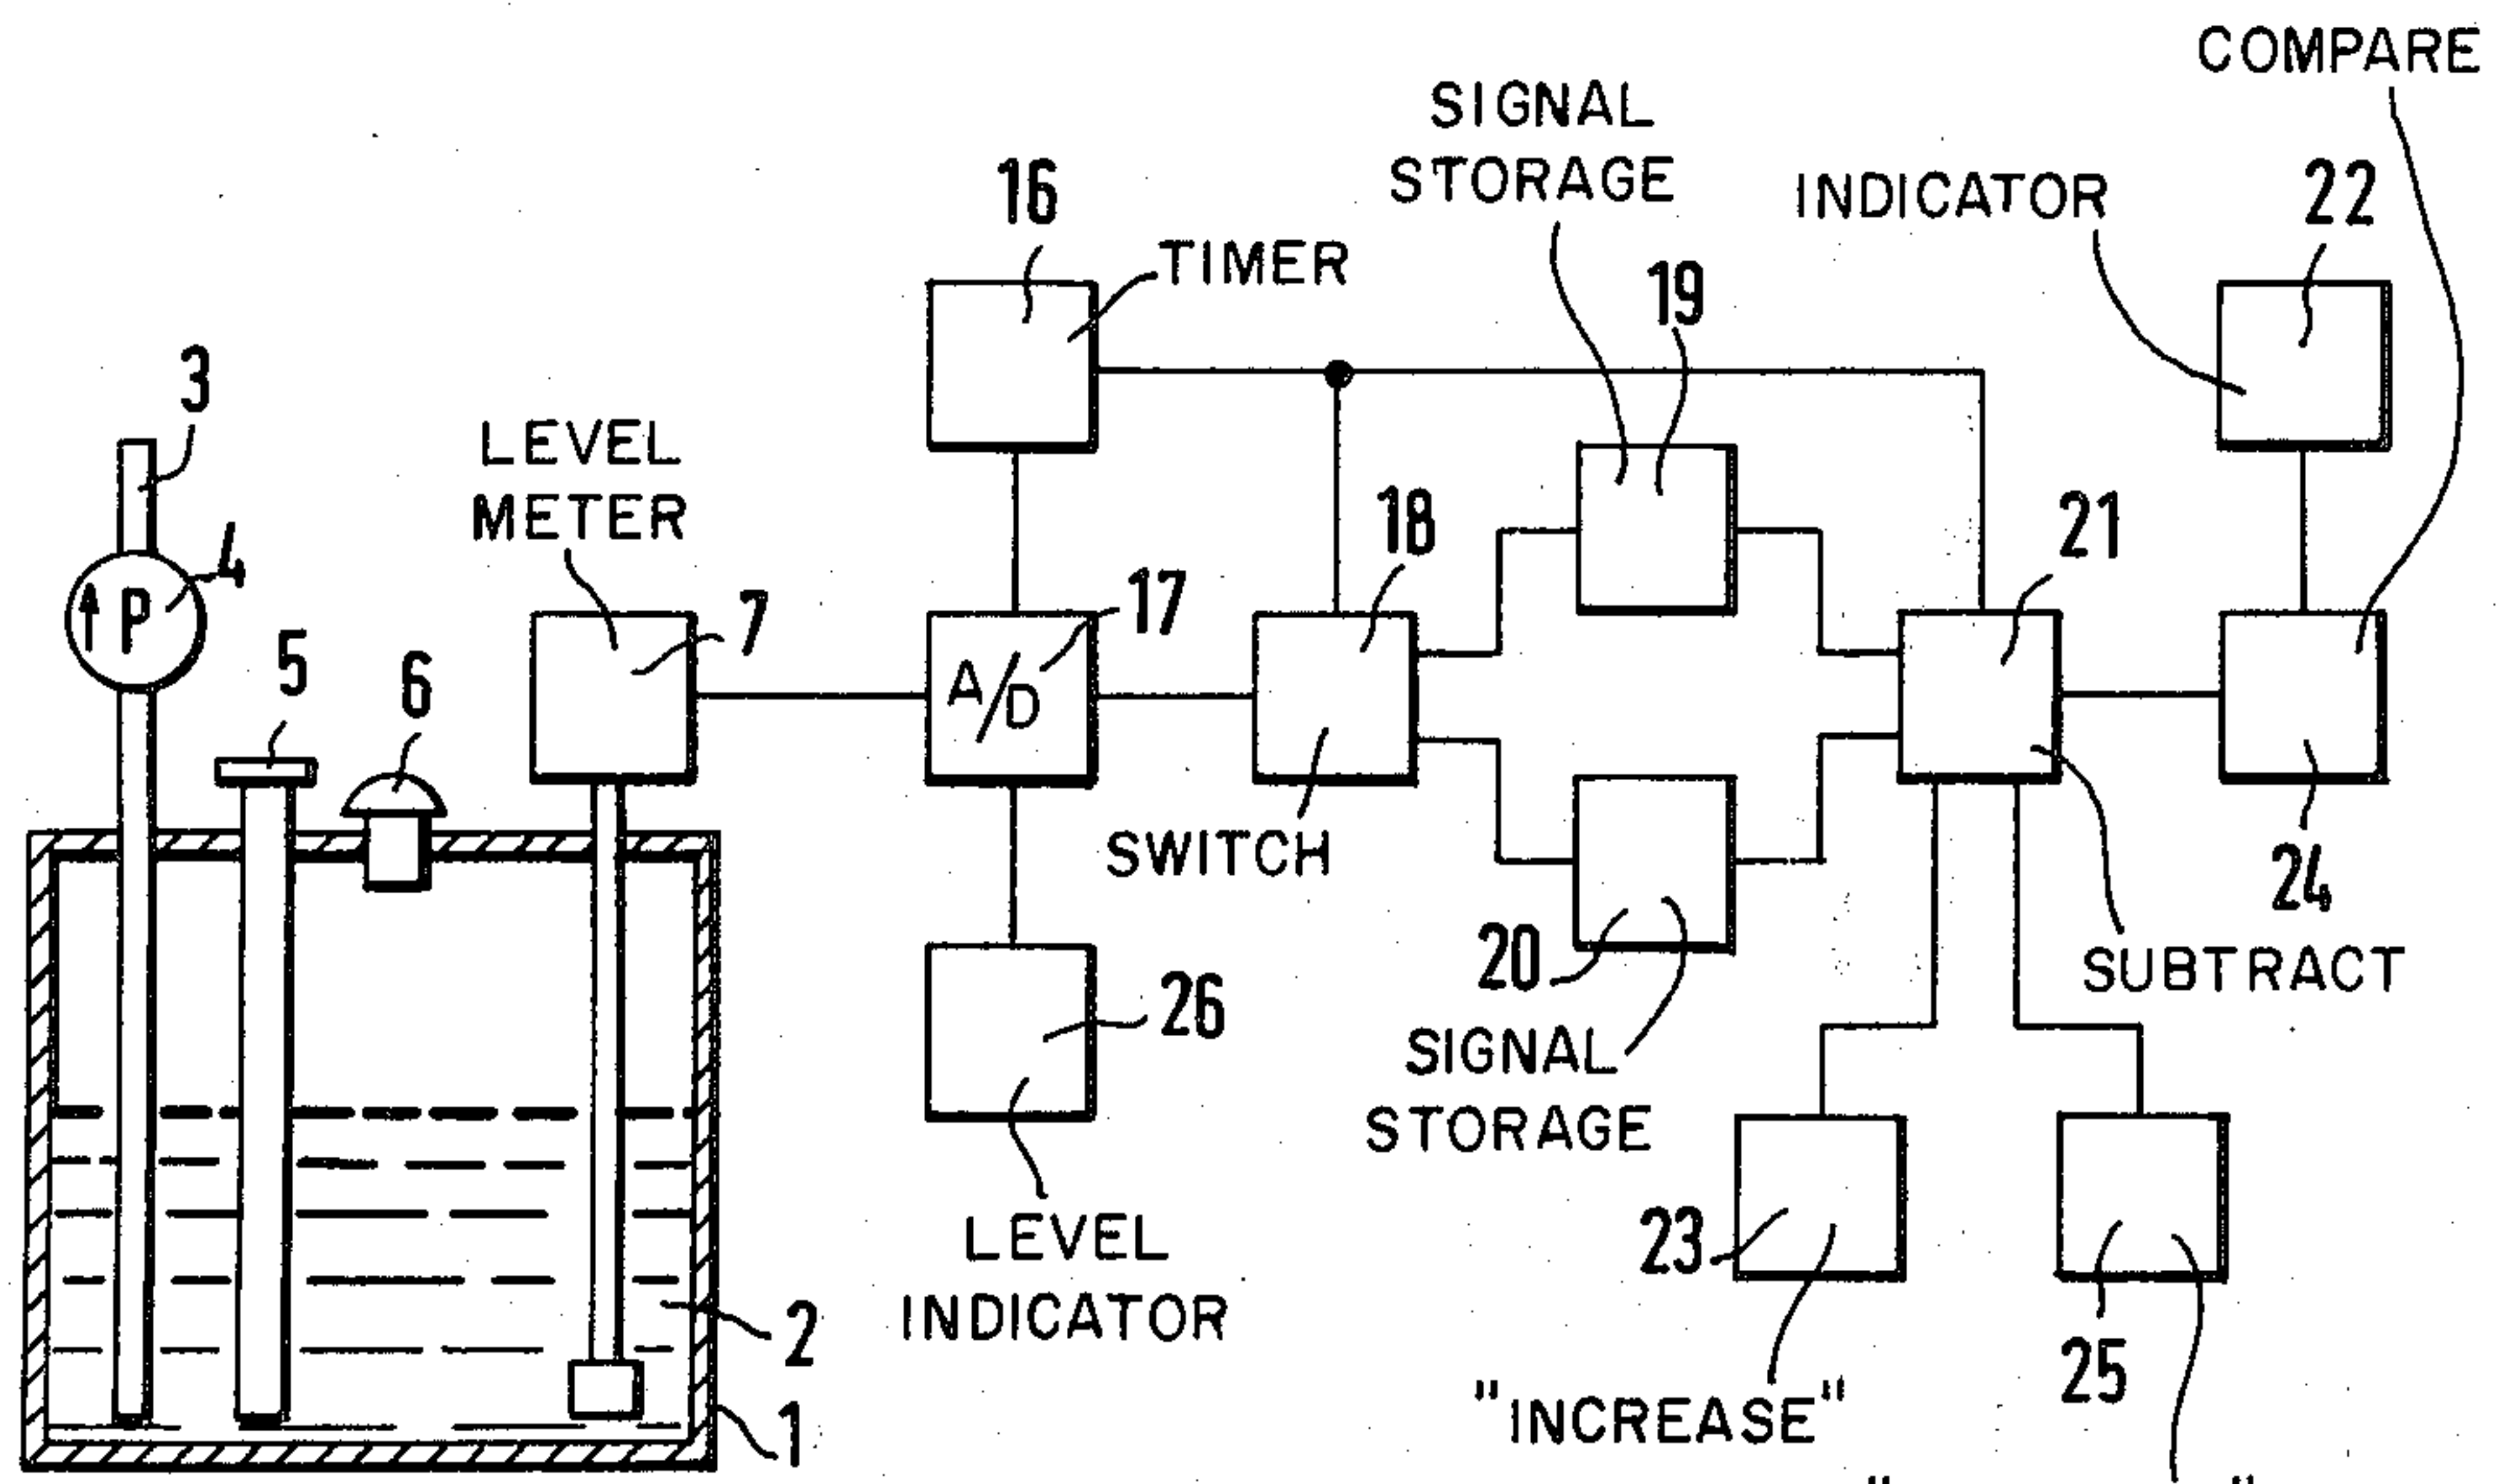 COMPARE
SIGNAL
STORAGE
16
INDICATOR
22
TIMER
19
3
LEVEL
METER
18
21
4
P
17
7
5
6
A/D
SWITCH
24
20
SUBTRACT
26
SIGNAL
STORAGE
LEVEL
INDICATOR
23
2
25
1
"INCREASE"
" "